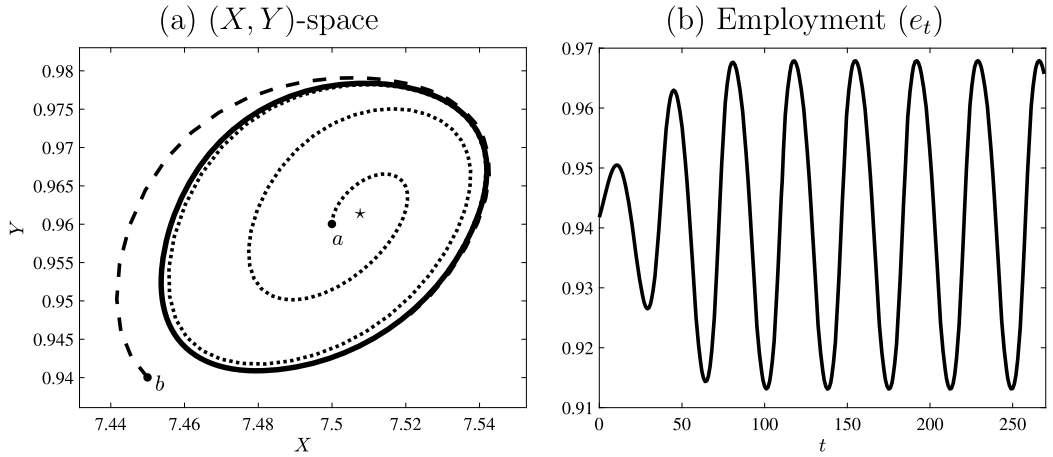 (a) (X, Y)-space
0.98
0.975
0.97
0.965
0.96
0.955
0.95
0.945
0.94
Y
a
b
7.44 7.46 7.48 7.5 7.52 7.54
X
(b) Employment (e_t)
0.97
0.96
0.95
0.94
0.93
0.92
0.91
0 50 100 150 200 250
t